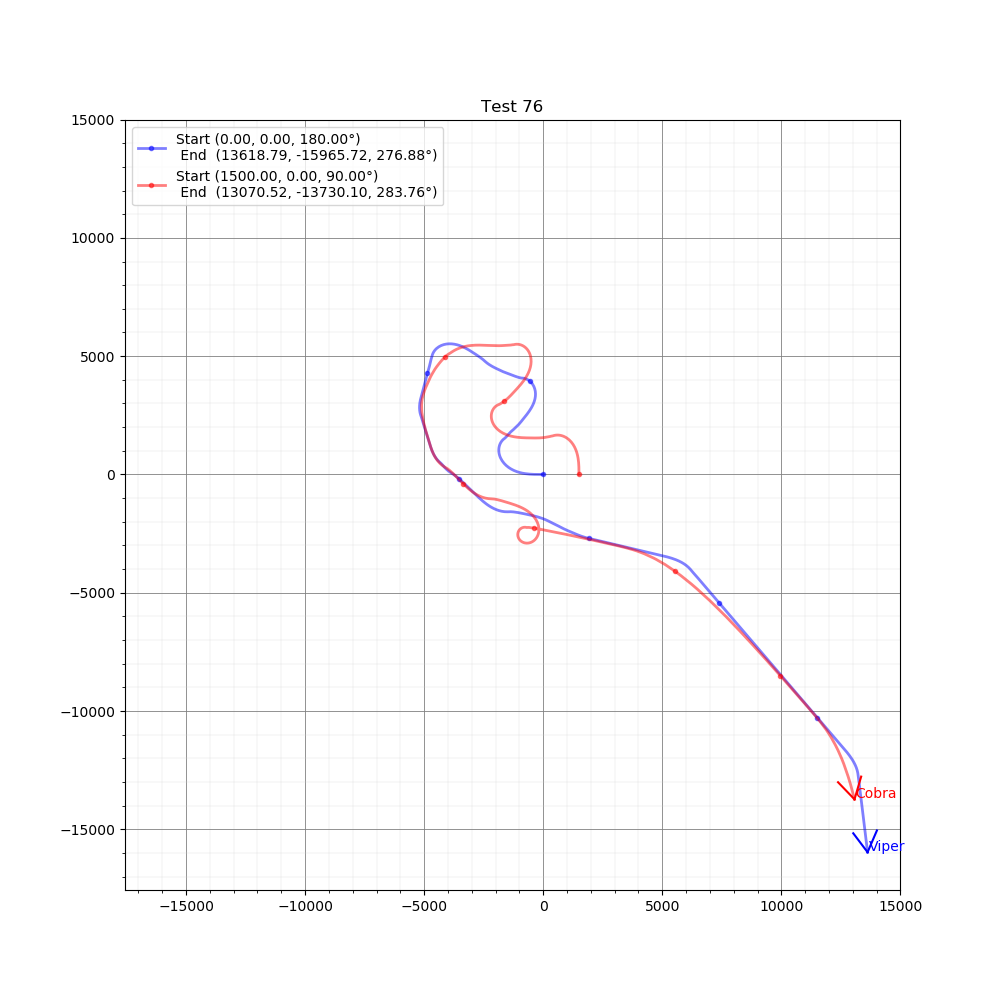 Test 76
Start (0.00, 0.00, 180.00°)
End (13618.79, -15965.72, 276.88°)
Start (1500.00, 0.00, 90.00°)
End (13070.52, -13730.10, 283.76°)
15000
10000
5000
0
−5000
−10000
−15000
Cobra
Viper
−15000
−10000
−5000
0
5000
10000
15000